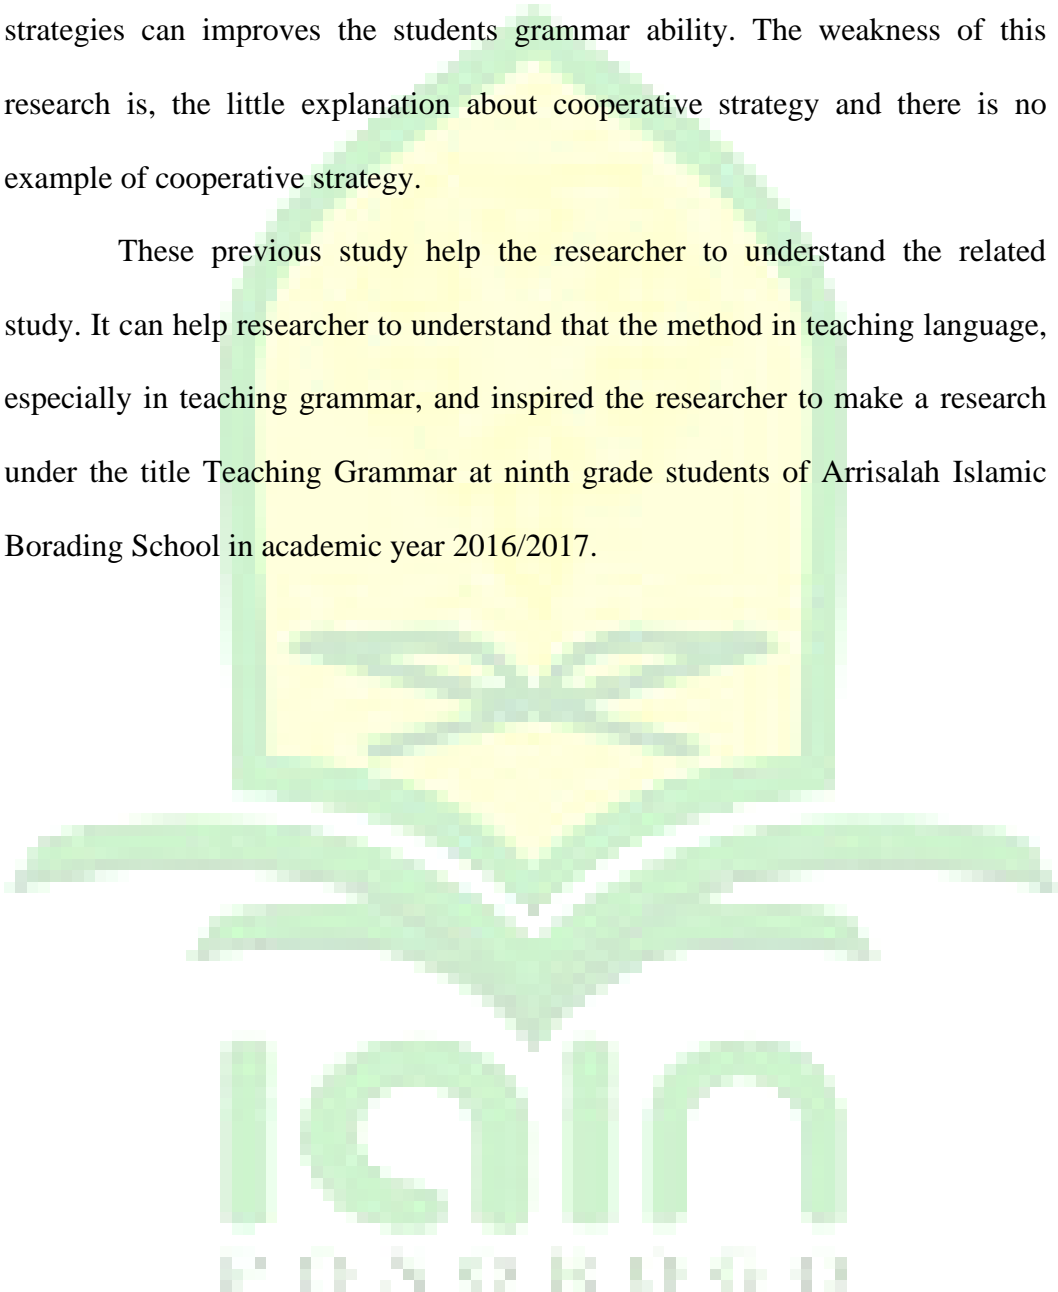 strategies can improves the students grammar ability. The weakness of this
research is, the little explanation about cooperative strategy and there is no
example of cooperative strategy.
These previous study help the researcher to understand the related
study. It can help researcher to understand that the method in teaching language,
especially in teaching grammar, and inspired the researcher to make a research
under the title Teaching Grammar at ninth grade students of Arrisalah Islamic
Borading School in academic year 2016/2017.
IAIN